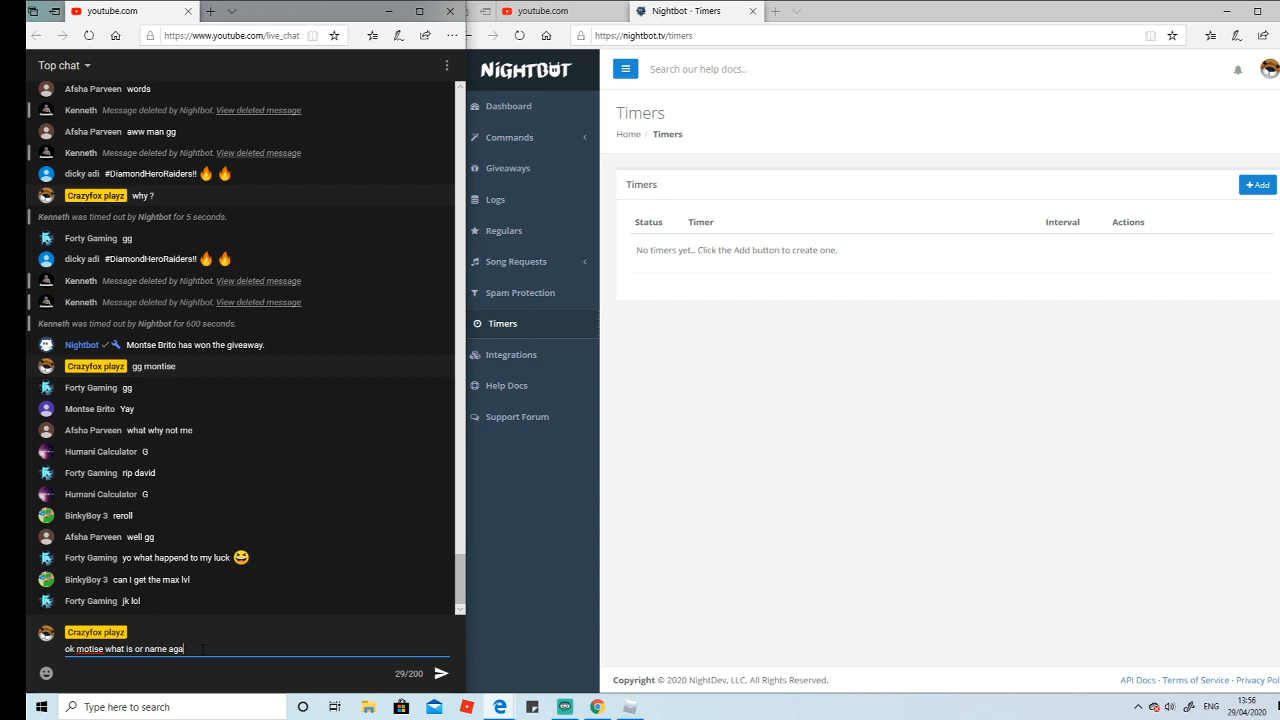 youtube.com
https://www.youtube.com/live_chat
Top chat
Afsha Parveen words
Kenneth Message deleted by Nightbot. View deleted message
Afsha Parveen aww man gg
Kenneth Message deleted by Nightbot. View deleted message
dicky adi #DiamondHeroRaiders!!
Crazyfox playz why ?
Kenneth was timed out by Nightbot for 5 seconds.
Forty Gaming gg
dicky adi #DiamondHeroRaiders!!
Kenneth Message deleted by Nightbot. View deleted message
Kenneth Message deleted by Nightbot. View deleted message
Kenneth was timed out by Nightbot for 600 seconds.
Nightbot Montse Brito has won the giveaway.
Crazyfox playz gg montise
Forty Gaming gg
Montse Brito Yay
Afsha Parveen what why not me
Humani Calculator G
Forty Gaming rip david
Humani Calculator G
BinkyBoy 3 reroll
Afsha Parveen well gg
Forty Gaming yo what happend to my luck
BinkyBoy 3 can I get the max lvl
Forty Gaming jk lol
Crazyfox playz
ok motise what is or name aga
29/200
youtube.com
Nightbot - Timers
https://nightbot.tv/timers
NIGHTBOT
Search our help docs..
Dashboard
Commands
Giveaways
Logs
Regulars
Song Requests
Spam Protection
Timers
Integrations
Help Docs
Support Forum
Timers
Home / Timers
Timers
+ Add
Status Timer Interval Actions
No timers yet.. Click the Add button to create one.
Copyright © 2020 NightDev, LLC. All Rights Reserved.
API Docs - Terms of Service - Privacy Pol
Type here to search
ENG
13:56
29/04/2020